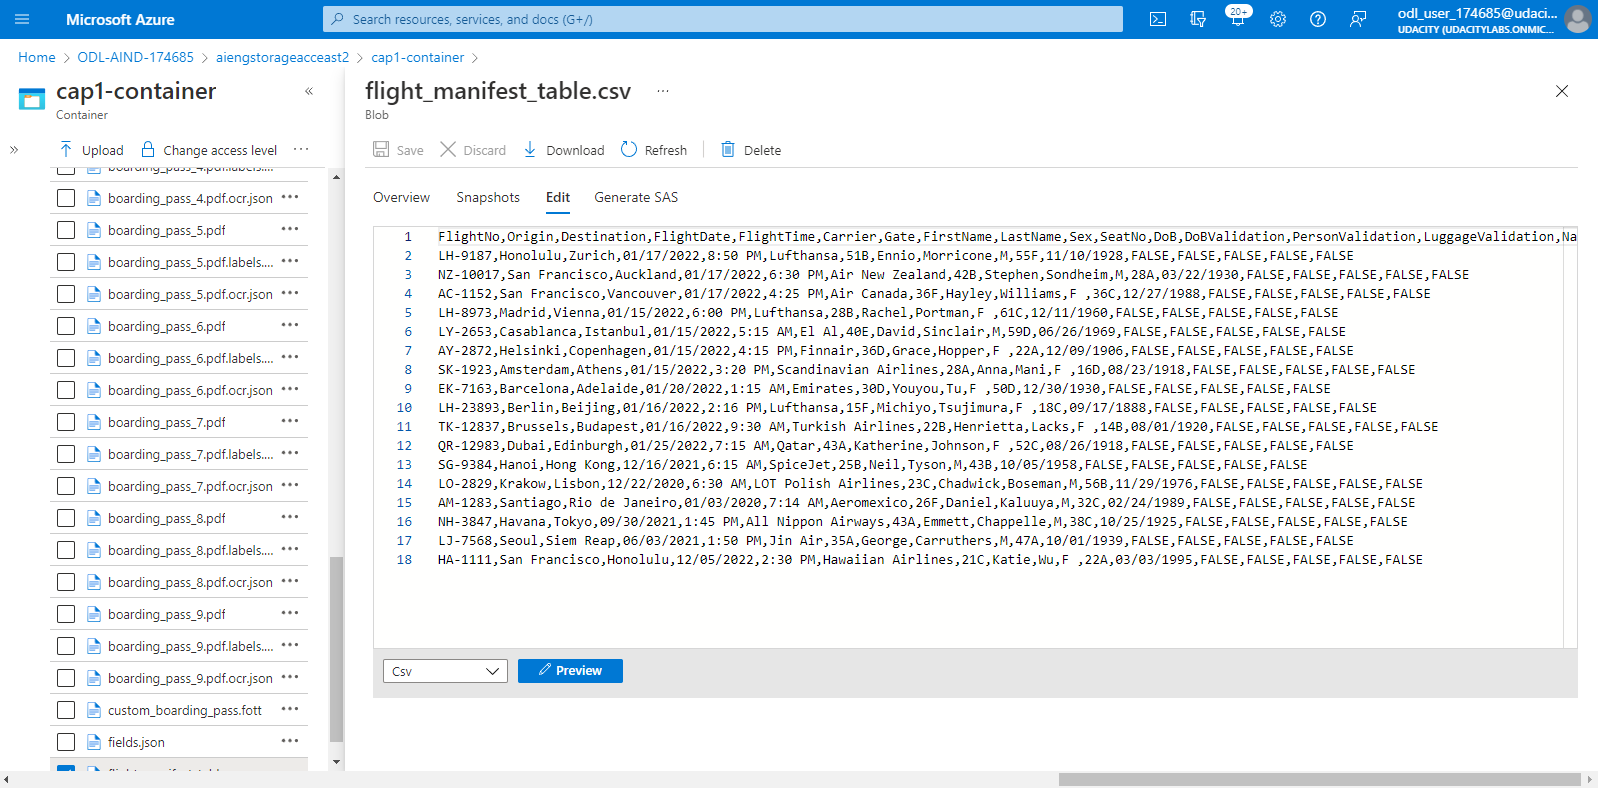 Microsoft Azure
Search resources, services, and docs (G+/)
20+
odl_user_174685@udaci...
UDACITY (UDACITYLABS.ONMIC...
Home > ODL-AIND-174685 > aiengstorageacceast2 > cap1-container >
cap1-container
Container
Upload
Change access level
boarding_pass_4.pdf.labels....
boarding_pass_4.pdf.ocr.json
boarding_pass_5.pdf
boarding_pass_5.pdf.labels....
boarding_pass_5.pdf.ocr.json
boarding_pass_6.pdf
boarding_pass_6.pdf.labels....
boarding_pass_6.pdf.ocr.json
boarding_pass_7.pdf
boarding_pass_7.pdf.labels....
boarding_pass_7.pdf.ocr.json
boarding_pass_8.pdf
boarding_pass_8.pdf.labels....
boarding_pass_8.pdf.ocr.json
boarding_pass_9.pdf
boarding_pass_9.pdf.labels....
boarding_pass_9.pdf.ocr.json
custom_boarding_pass.fott
fields.json
flight_manifest_table.csv
Blob
Save
Discard
Download
Refresh
Delete
Overview
Snapshots
Edit
Generate SAS
1 FlightNo,Origin,Destination,FlightDate,FlightTime,Carrier,Gate,FirstName,LastName,Sex,SeatNo,DoB,DoBValidation,PersonValidation,LuggageValidation,Na
2 LH-9187,Honolulu,Zurich,01/17/2022,8:50 PM,Lufthansa,51B,Ennio,Morricone,M,55F,11/10/1928,FALSE,FALSE,FALSE,FALSE,FALSE
3 NZ-10017,San Francisco,Auckland,01/17/2022,6:30 PM,Air New Zealand,42B,Stephen,Sondheim,M,28A,03/22/1930,FALSE,FALSE,FALSE,FALSE,FALSE
4 AC-1152,San Francisco,Vancouver,01/17/2022,4:25 PM,Air Canada,36F,Hayley,Williams,F ,36C,12/27/1988,FALSE,FALSE,FALSE,FALSE,FALSE
5 LH-8973,Madrid,Vienna,01/15/2022,6:00 PM,Lufthansa,28B,Rachel,Portman,F ,61C,12/11/1960,FALSE,FALSE,FALSE,FALSE,FALSE
6 LY-2653,Casablanca,Istanbul,01/15/2022,5:15 AM,El Al,40E,David,Sinclair,M,59D,06/26/1969,FALSE,FALSE,FALSE,FALSE,FALSE
7 AY-2872,Helsinki,Copenhagen,01/15/2022,4:15 PM,Finnair,36D,Grace,Hopper,F ,22A,12/09/1906,FALSE,FALSE,FALSE,FALSE,FALSE
8 SK-1923,Amsterdam,Athens,01/15/2022,3:20 PM,Scandinavian Airlines,28A,Anna,Mani,F ,16D,08/23/1918,FALSE,FALSE,FALSE,FALSE,FALSE
9 EK-7163,Barcelona,Adelaide,01/20/2022,1:15 AM,Emirates,30D,Youyou,Tu,F ,50D,12/30/1930,FALSE,FALSE,FALSE,FALSE,FALSE
10 LH-23893,Berlin,Beijing,01/16/2022,2:16 PM,Lufthansa,15F,Michiyo,Tsujimura,F ,18C,09/17/1888,FALSE,FALSE,FALSE,FALSE,FALSE
11 TK-12837,Brussels,Budapest,01/16/2022,9:30 AM,Turkish Airlines,22B,Henrietta,Lacks,F ,14B,08/01/1920,FALSE,FALSE,FALSE,FALSE,FALSE
12 QR-12983,Dubai,Edinburgh,01/25/2022,7:15 AM,Qatar,43A,Katherine,Johnson,F ,52C,08/26/1918,FALSE,FALSE,FALSE,FALSE,FALSE
13 SG-9384,Hanoi,Hong Kong,12/16/2021,6:15 AM,SpiceJet,25B,Neil,Tyson,M,43B,10/05/1958,FALSE,FALSE,FALSE,FALSE,FALSE
14 LO-2829,Krakow,Lisbon,12/22/2020,6:30 AM,LOT Polish Airlines,23C,Chadwick,Boseman,M,56B,11/29/1976,FALSE,FALSE,FALSE,FALSE,FALSE
15 AM-1283,Santiago,Rio de Janeiro,01/03/2020,7:14 AM,Aeromexico,26F,Daniel,Kaluuya,M,32C,02/24/1989,FALSE,FALSE,FALSE,FALSE,FALSE
16 NH-3847,Havana,Tokyo,09/30/2021,1:45 PM,All Nippon Airways,43A,Emmett,Chappelle,M,38C,10/25/1925,FALSE,FALSE,FALSE,FALSE,FALSE
17 LJ-7568,Seoul,Siem Reap,06/03/2021,1:50 PM,Jin Air,35A,George,Carruthers,M,47A,10/01/1939,FALSE,FALSE,FALSE,FALSE,FALSE
18 HA-1111,San Francisco,Honolulu,12/05/2022,2:30 PM,Hawaiian Airlines,21C,Katie,Wu,F ,22A,03/03/1995,FALSE,FALSE,FALSE,FALSE,FALSE
Csv
Preview